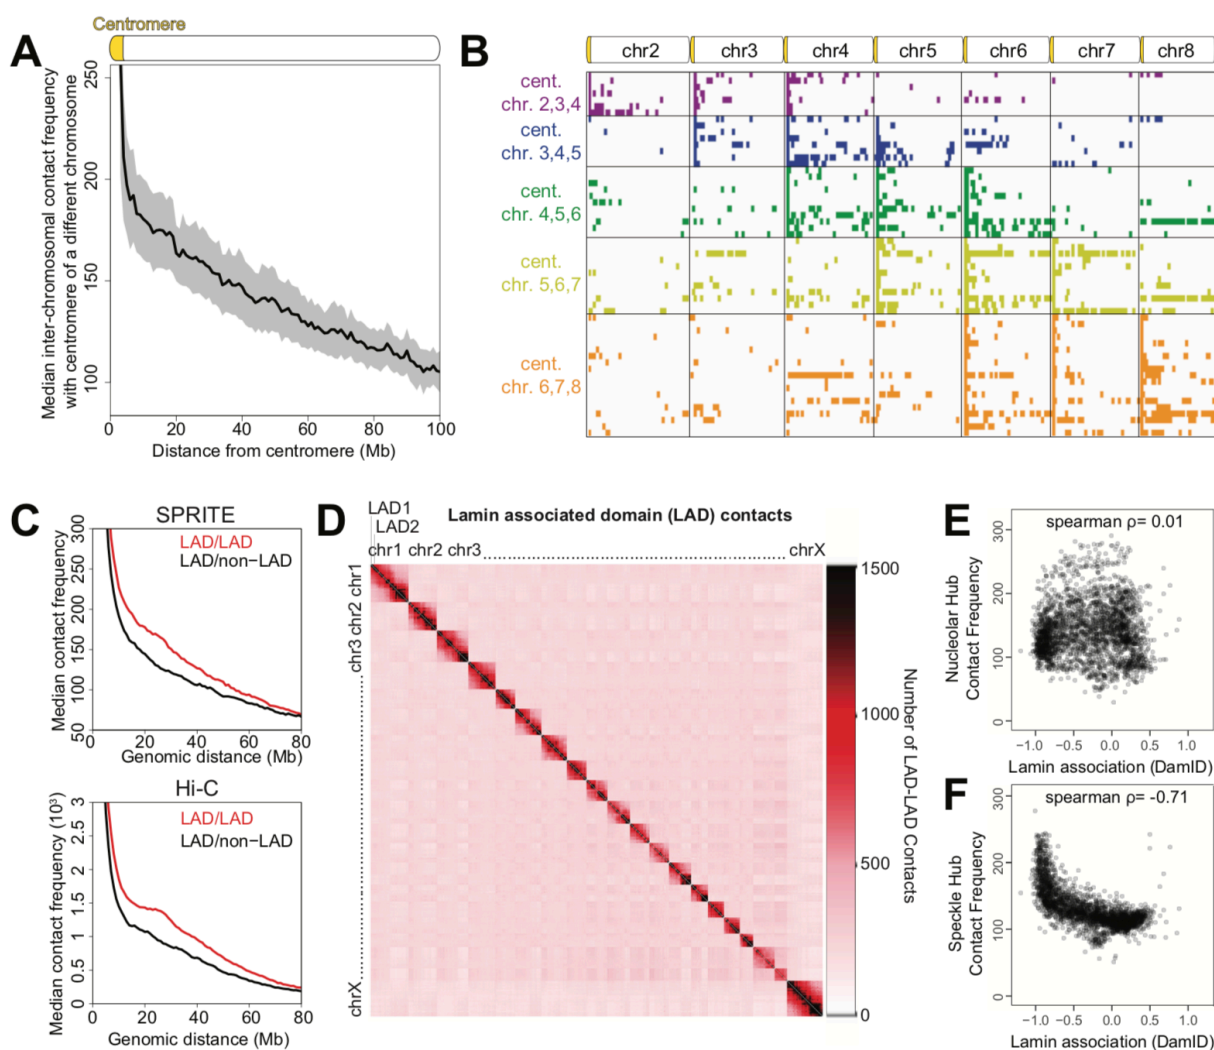 A
Centromere
Median inter-chromosomal contact frequency
with centromere of a different chromosome
250
200
150
100
0 20 40 60 80 100
Distance from centromere (Mb)
B
chr2 chr3 chr4 chr5 chr6 chr7 chr8
cent.
chr. 2,3,4
cent.
chr. 3,4,5
cent.
chr. 4,5,6
cent.
chr. 5,6,7
cent.
chr. 6,7,8
C
SPRITE
LAD/LAD
LAD/non−LAD
Median contact frequency
300
250
200
150
100
50
0 20 40 60 80
Genomic distance (Mb)
Hi-C
LAD/LAD
LAD/non−LAD
Median contact frequency (10³)
3
2.5
2
1.5
1
0.5
0
0 20 40 60 80
Genomic distance (Mb)
D
LAD1
LAD2
Lamin associated domain (LAD) contacts
chr1 chr2 chr3 chrX
chr1
chr2
chr3
chrX
1500
1000
500
0
Number of LAD-LAD Contacts
E
spearman ρ= 0.01
Nucleolar Hub
Contact Frequency
300
200
100
0
−1.0 −0.5 0.0 0.5 1.0
Lamin association (DamID)
F
spearman ρ= -0.71
Speckle Hub
Contact Frequency
300
200
100
0
−1.0 −0.5 0.0 0.5 1.0
Lamin association (DamID)